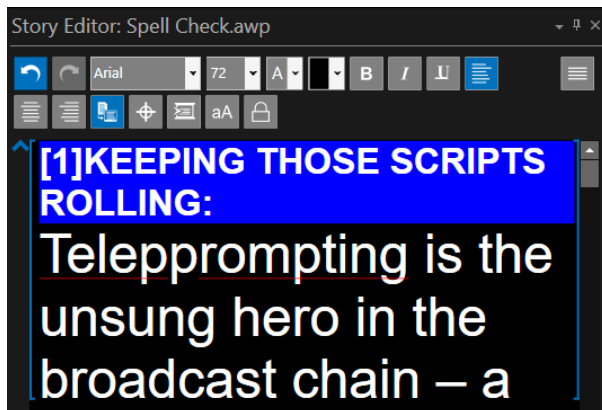 Story Editor: Spell Check.awp
Arial 72 A B I U
aA
[1]KEEPING THOSE SCRIPTS
ROLLING:
Telepprompting is the
unsung hero in the
broadcast chain – a